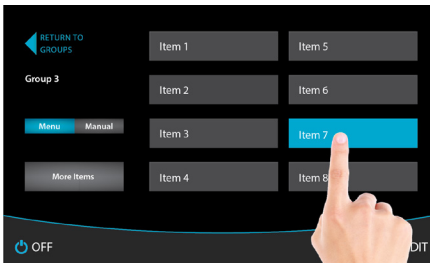 RETURN TO
GROUPS
Group 3
Menu Manual
More Items
Item 1
Item 2
Item 3
Item 4
Item 5
Item 6
Item 7
Item 8
OFF
DIT